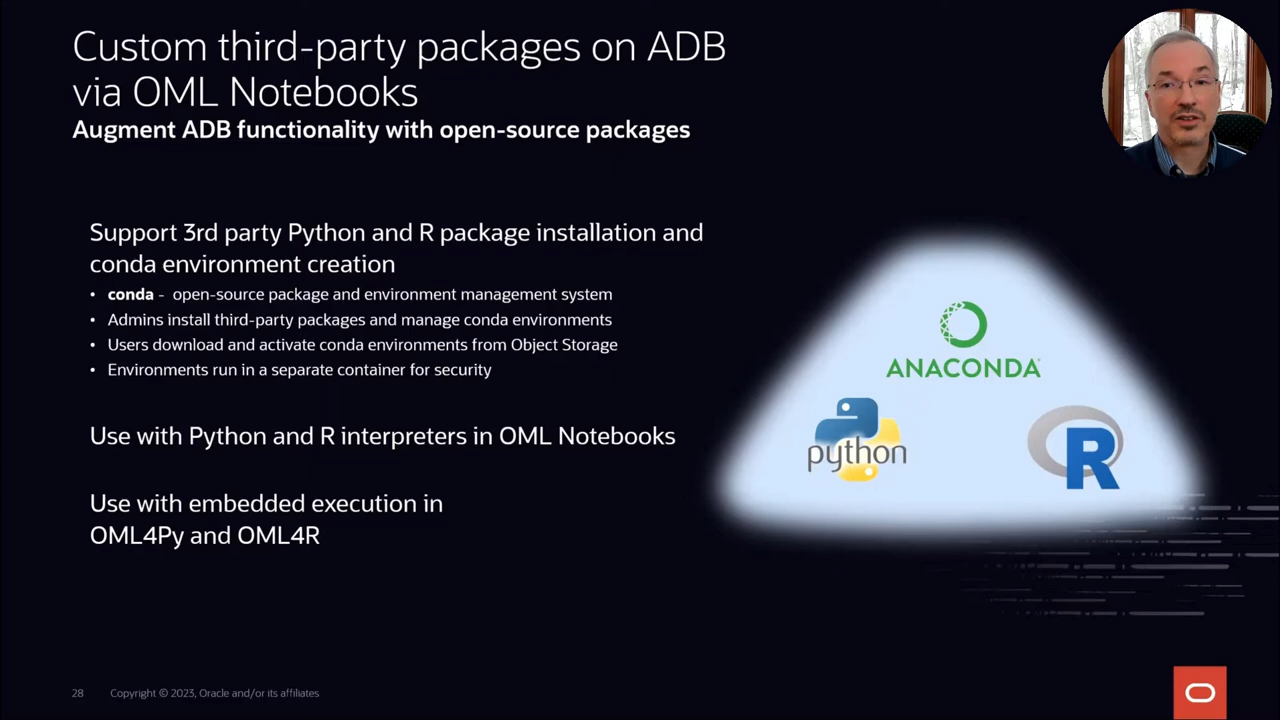 Custom third-party packages on ADB
via OML Notebooks
Augment ADB functionality with open-source packages
Support 3rd party Python and R package installation and
conda environment creation
• conda - open-source package and environment management system
• Admins install third-party packages and manage conda environments
• Users download and activate conda environments from Object Storage
• Environments run in a separate container for security
Use with Python and R interpreters in OML Notebooks
Use with embedded execution in
OML4Py and OML4R
ANACONDA
python
R
28 Copyright © 2023, Oracle and/or its affiliates